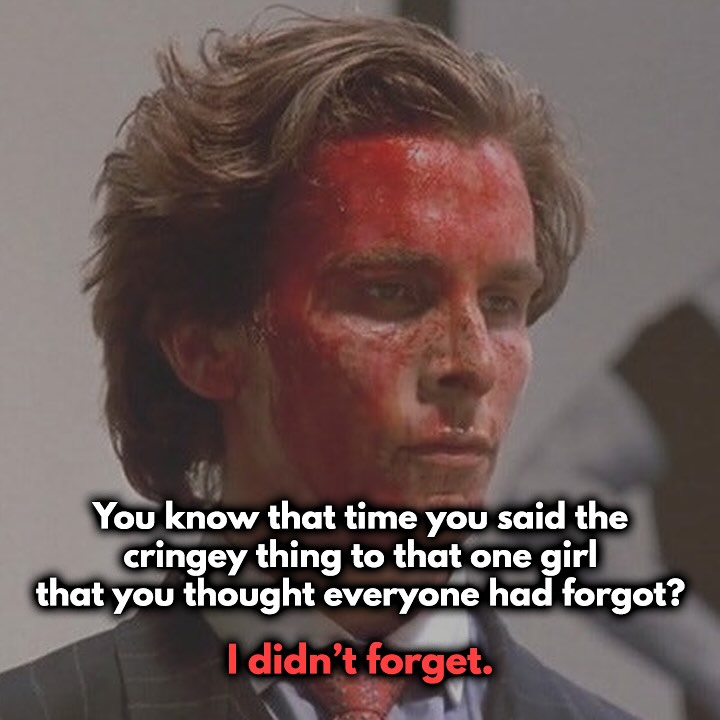 You know that time you said the
cringey thing to that one girl
that you thought everyone had forgot?
I didn’t forget.